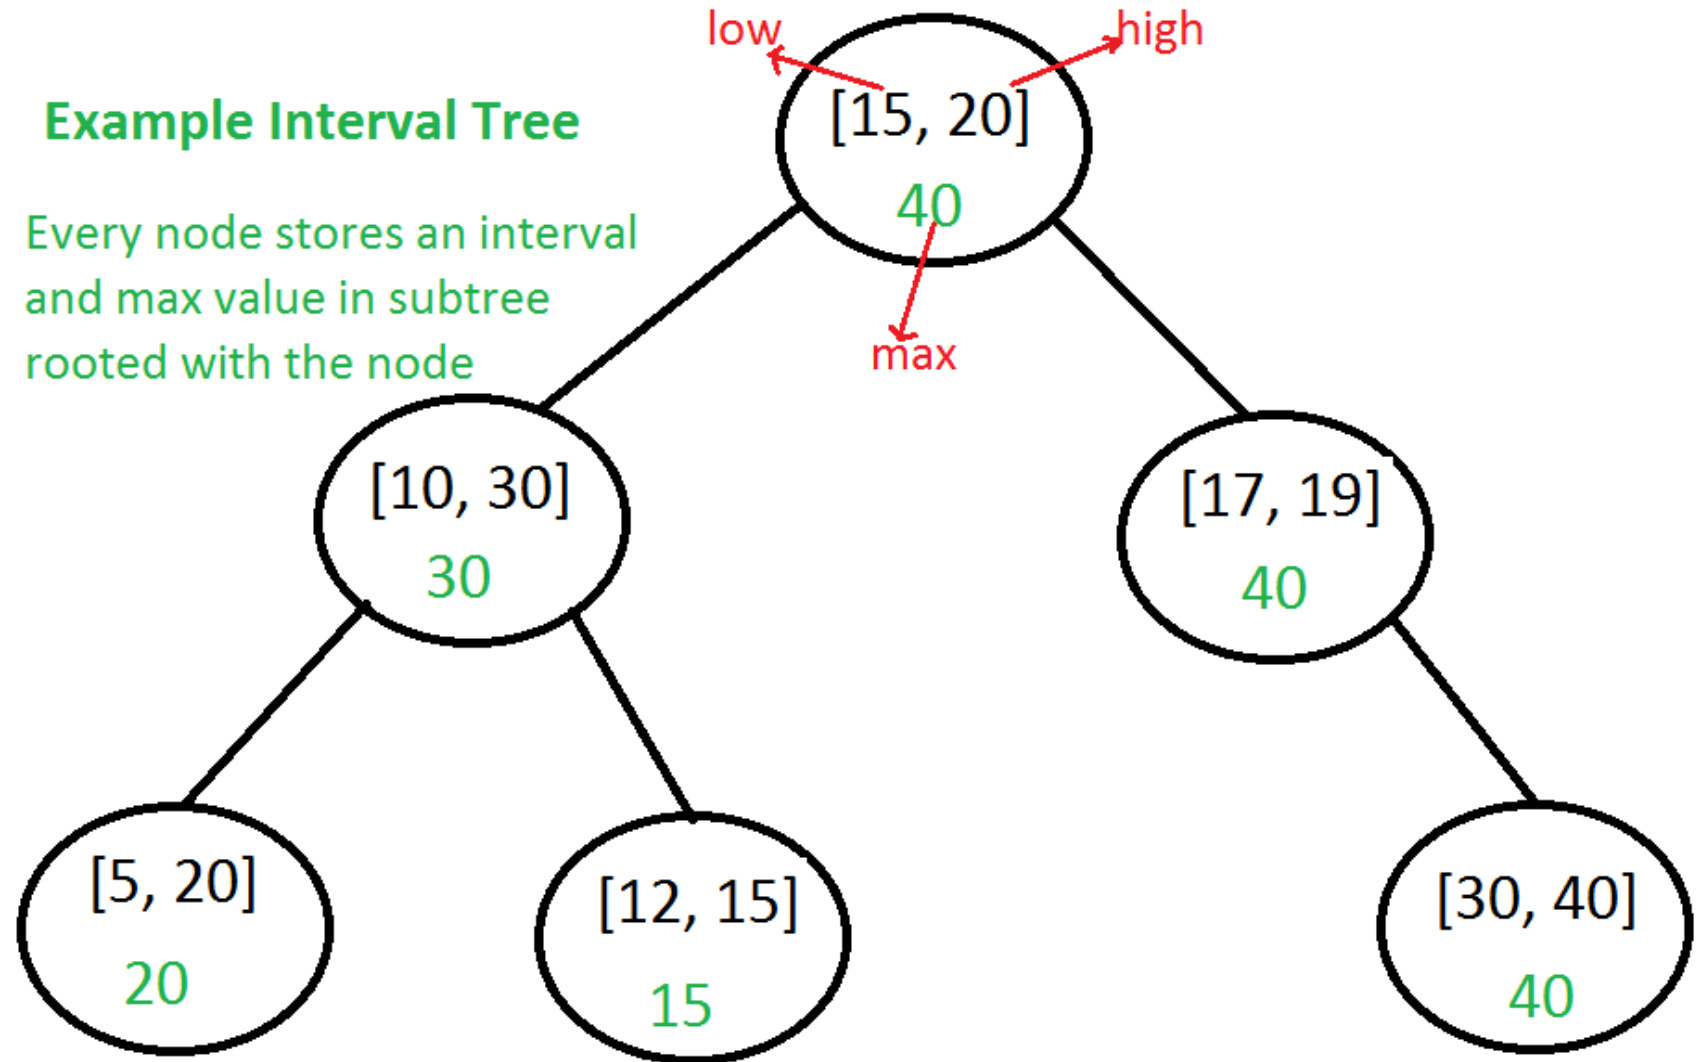 low
high
[15, 20]
40
max
Example Interval Tree
Every node stores an interval
and max value in subtree
rooted with the node
[10, 30]
30
[17, 19]
40
[5, 20]
20
[12, 15]
15
[30, 40]
40